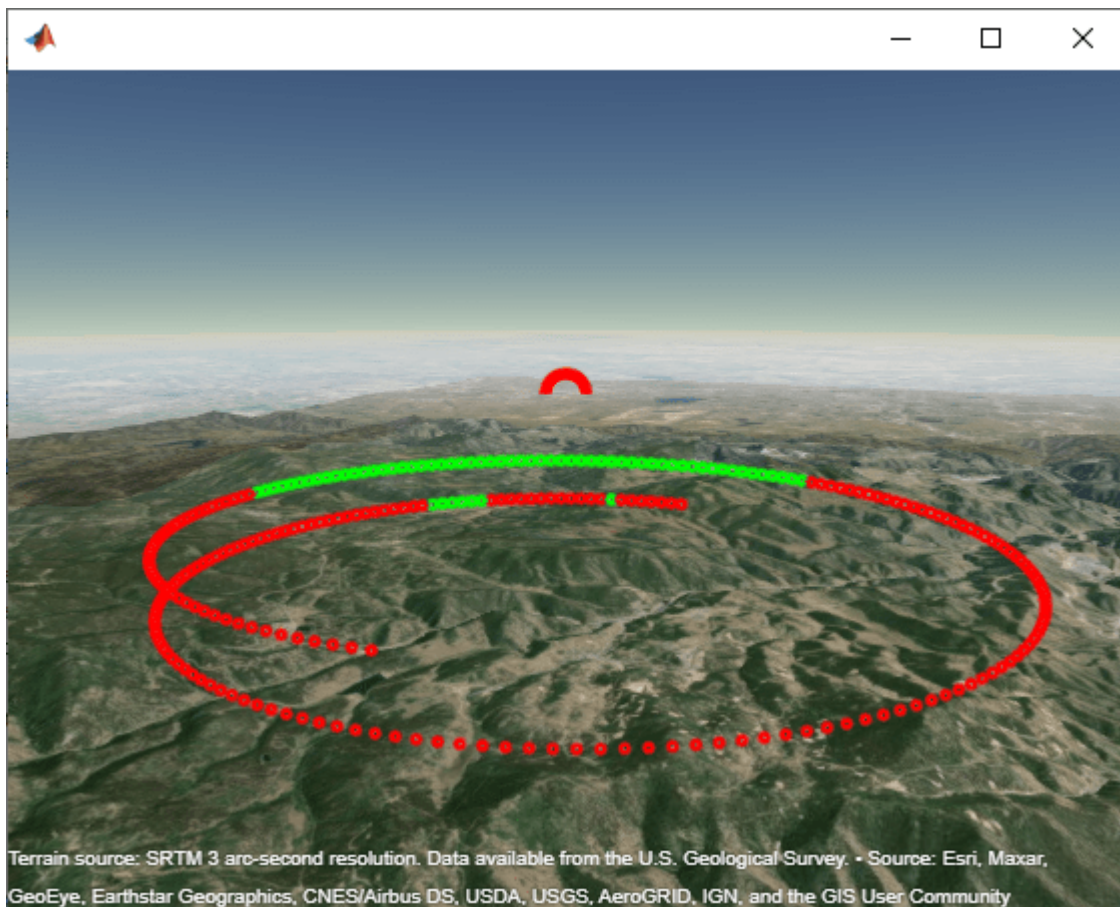 Terrain source: SRTM 3 arc-second resolution. Data available from the U.S. Geological Survey. • Source: Esri, Maxar,
GeoEye, Earthstar Geographics, CNES/Airbus DS, USDA, USGS, AeroGRID, IGN, and the GIS User Community